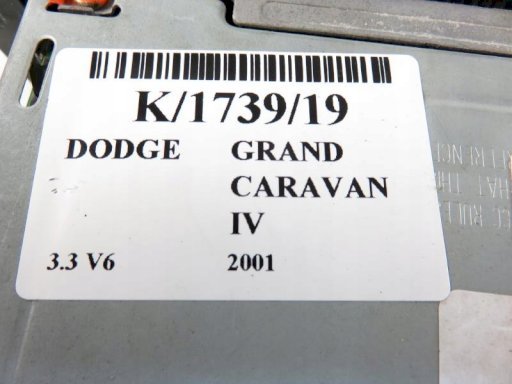 K/1739/19
DODGE GRAND
CARAVAN
IV
3.3 V6 2001